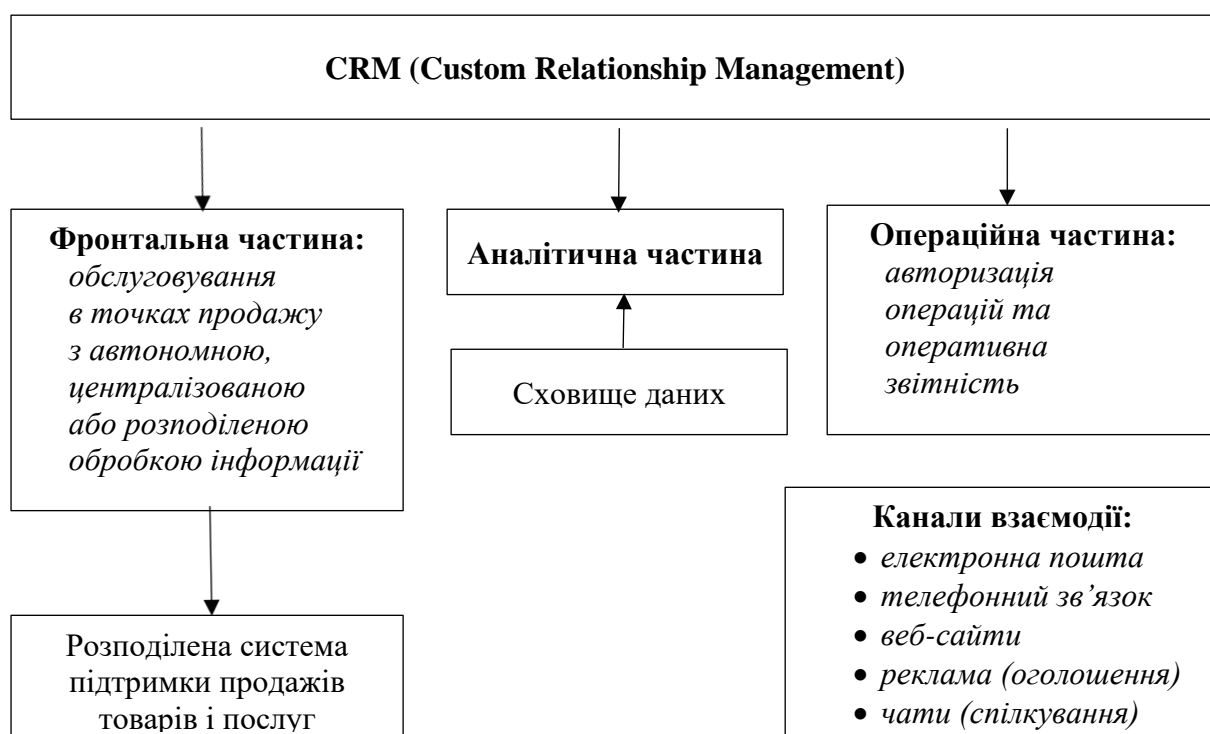 CRM (Custom Relationship Management)
Фронтальна частина:
обслуговування
в точках продажу
з автономною,
централізованою
або розподіленою
обробкою інформації
Аналітична частина
Сховище даних
Операційна частина:
авторизація
операцій та
оперативна
звітність
Розподілена система
підтримки продажів
товарів і послуг
Канали взаємодії:
• електронна пошта
• телефонний зв’язок
• веб-сайти
• реклама (оголошення)
• чати (спілкування)